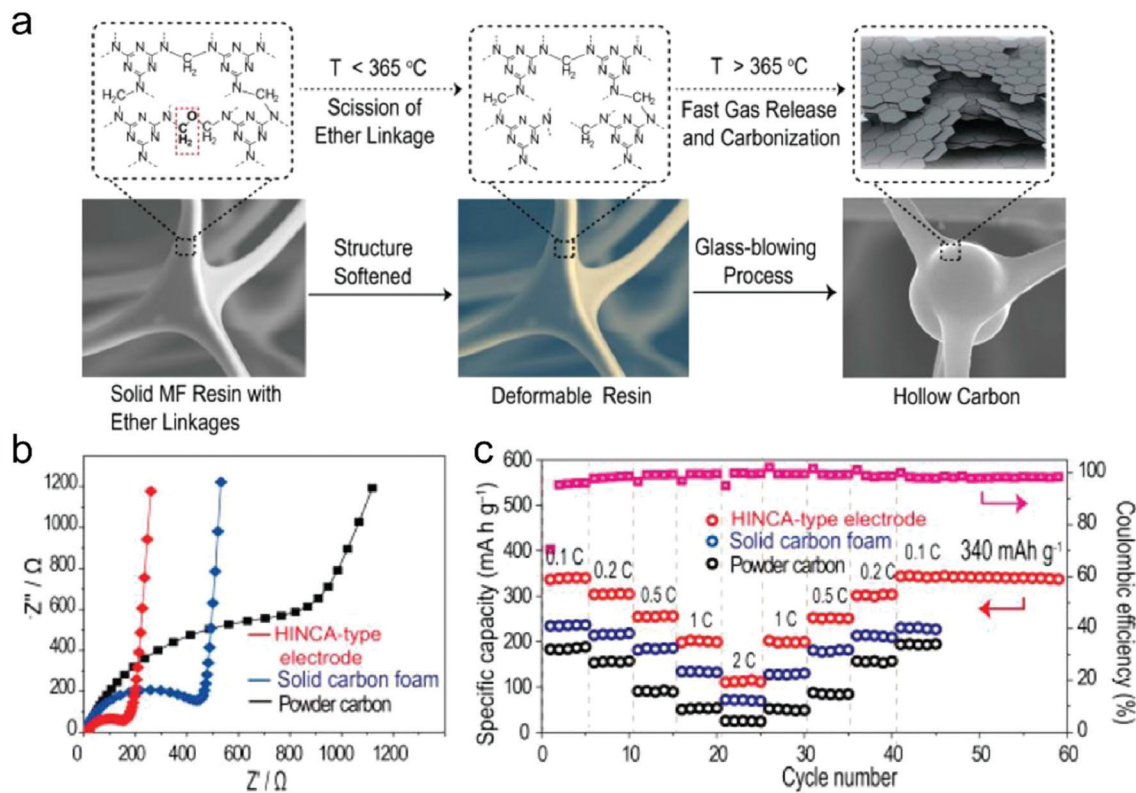 a
T < 365 °C
Scission of
Ether Linkage
T > 365 °C
Fast Gas Release
and Carbonization
Structure
Softened
Glass-blowing
Process
Solid MF Resin with
Ether Linkages
Deformable Resin
Hollow Carbon
b
-Z'' / Ω
1200
1000
800
600
400
200
0
HINCA-type
electrode
Solid carbon foam
Powder carbon
0 200 400 600 800 1000 1200
Z' / Ω
c
Specific capacity (mA h g⁻¹)
600
500
400
300
200
100
0
HINCA-type electrode
Solid carbon foam
Powder carbon
0.1 C
0.2 C
0.5 C
1 C
2 C
1 C
0.5 C
0.2 C
0.1 C
340 mAh g⁻¹
100
80
60
40
20
0
Coulombic efficiency (%)
0 10 20 30 40 50 60
Cycle number